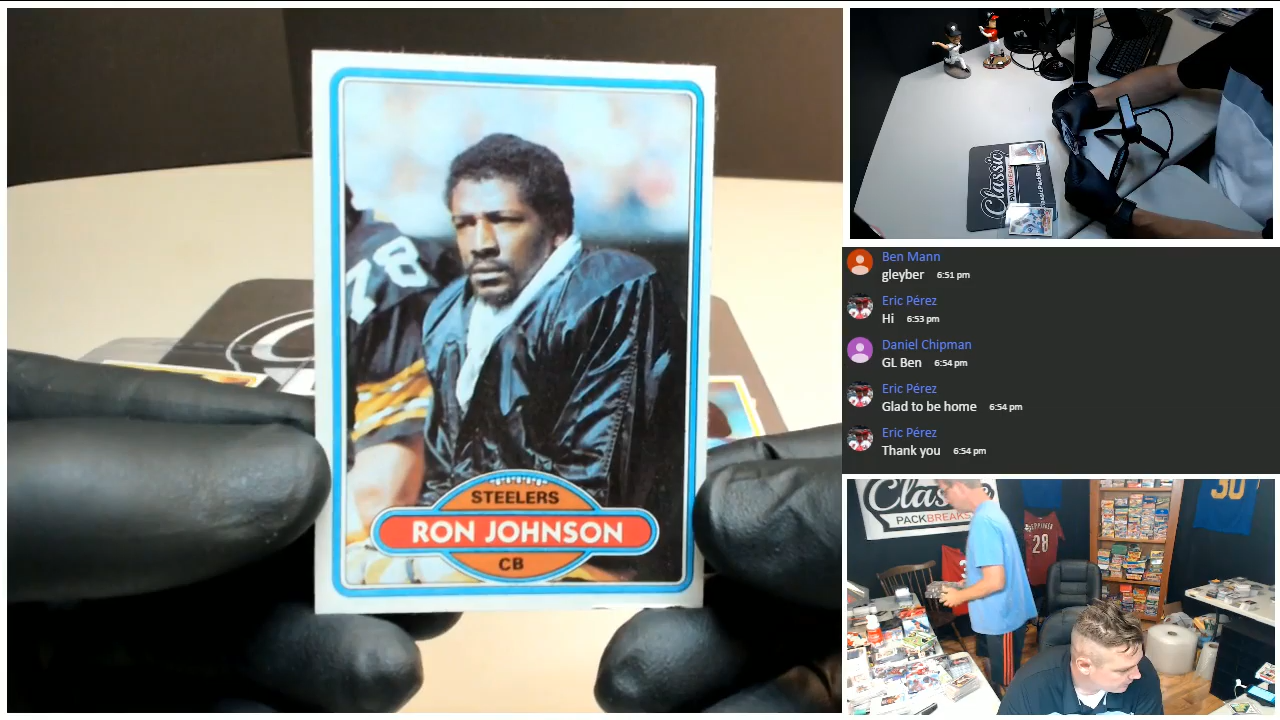 78
STEELERS
RON JOHNSON
CB
Classic
PACKBREAKS
Ben Mann
gleyber 6:51 pm
Eric Pérez
Hi 6:53 pm
Daniel Chipman
GL Ben 6:54 pm
Eric Pérez
Glad to be home 6:54 pm
Eric Pérez
Thank you 6:54 pm
Classic
PACKBREAKS
28
30